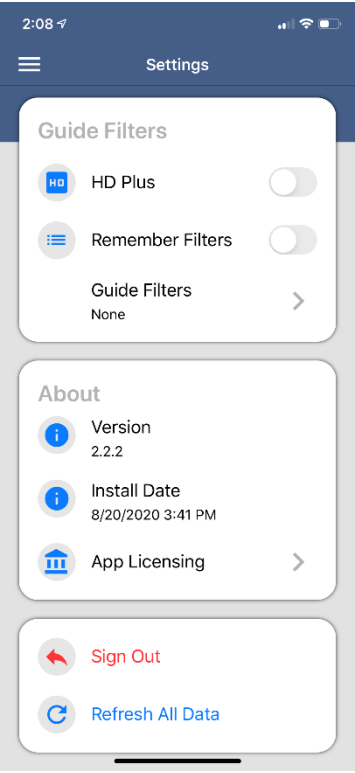 2:08
Settings
Guide Filters
HD
HD Plus
Remember Filters
Guide Filters
None
About
Version
2.2.2
Install Date
8/20/2020 3:41 PM
App Licensing
Sign Out
Refresh All Data